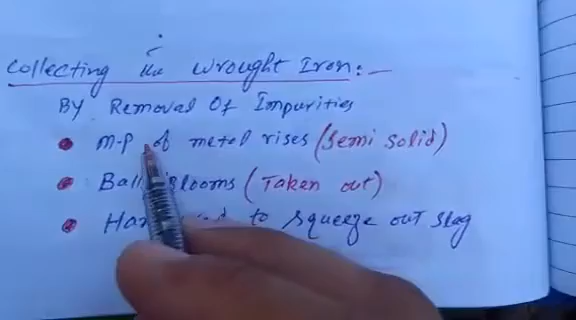 Collecting the Wrought Iron:-
By Removal Of Impurities
M.P of metal rises (Semi solid)
Ball Blooms (Taken out)
to squeeze out slag